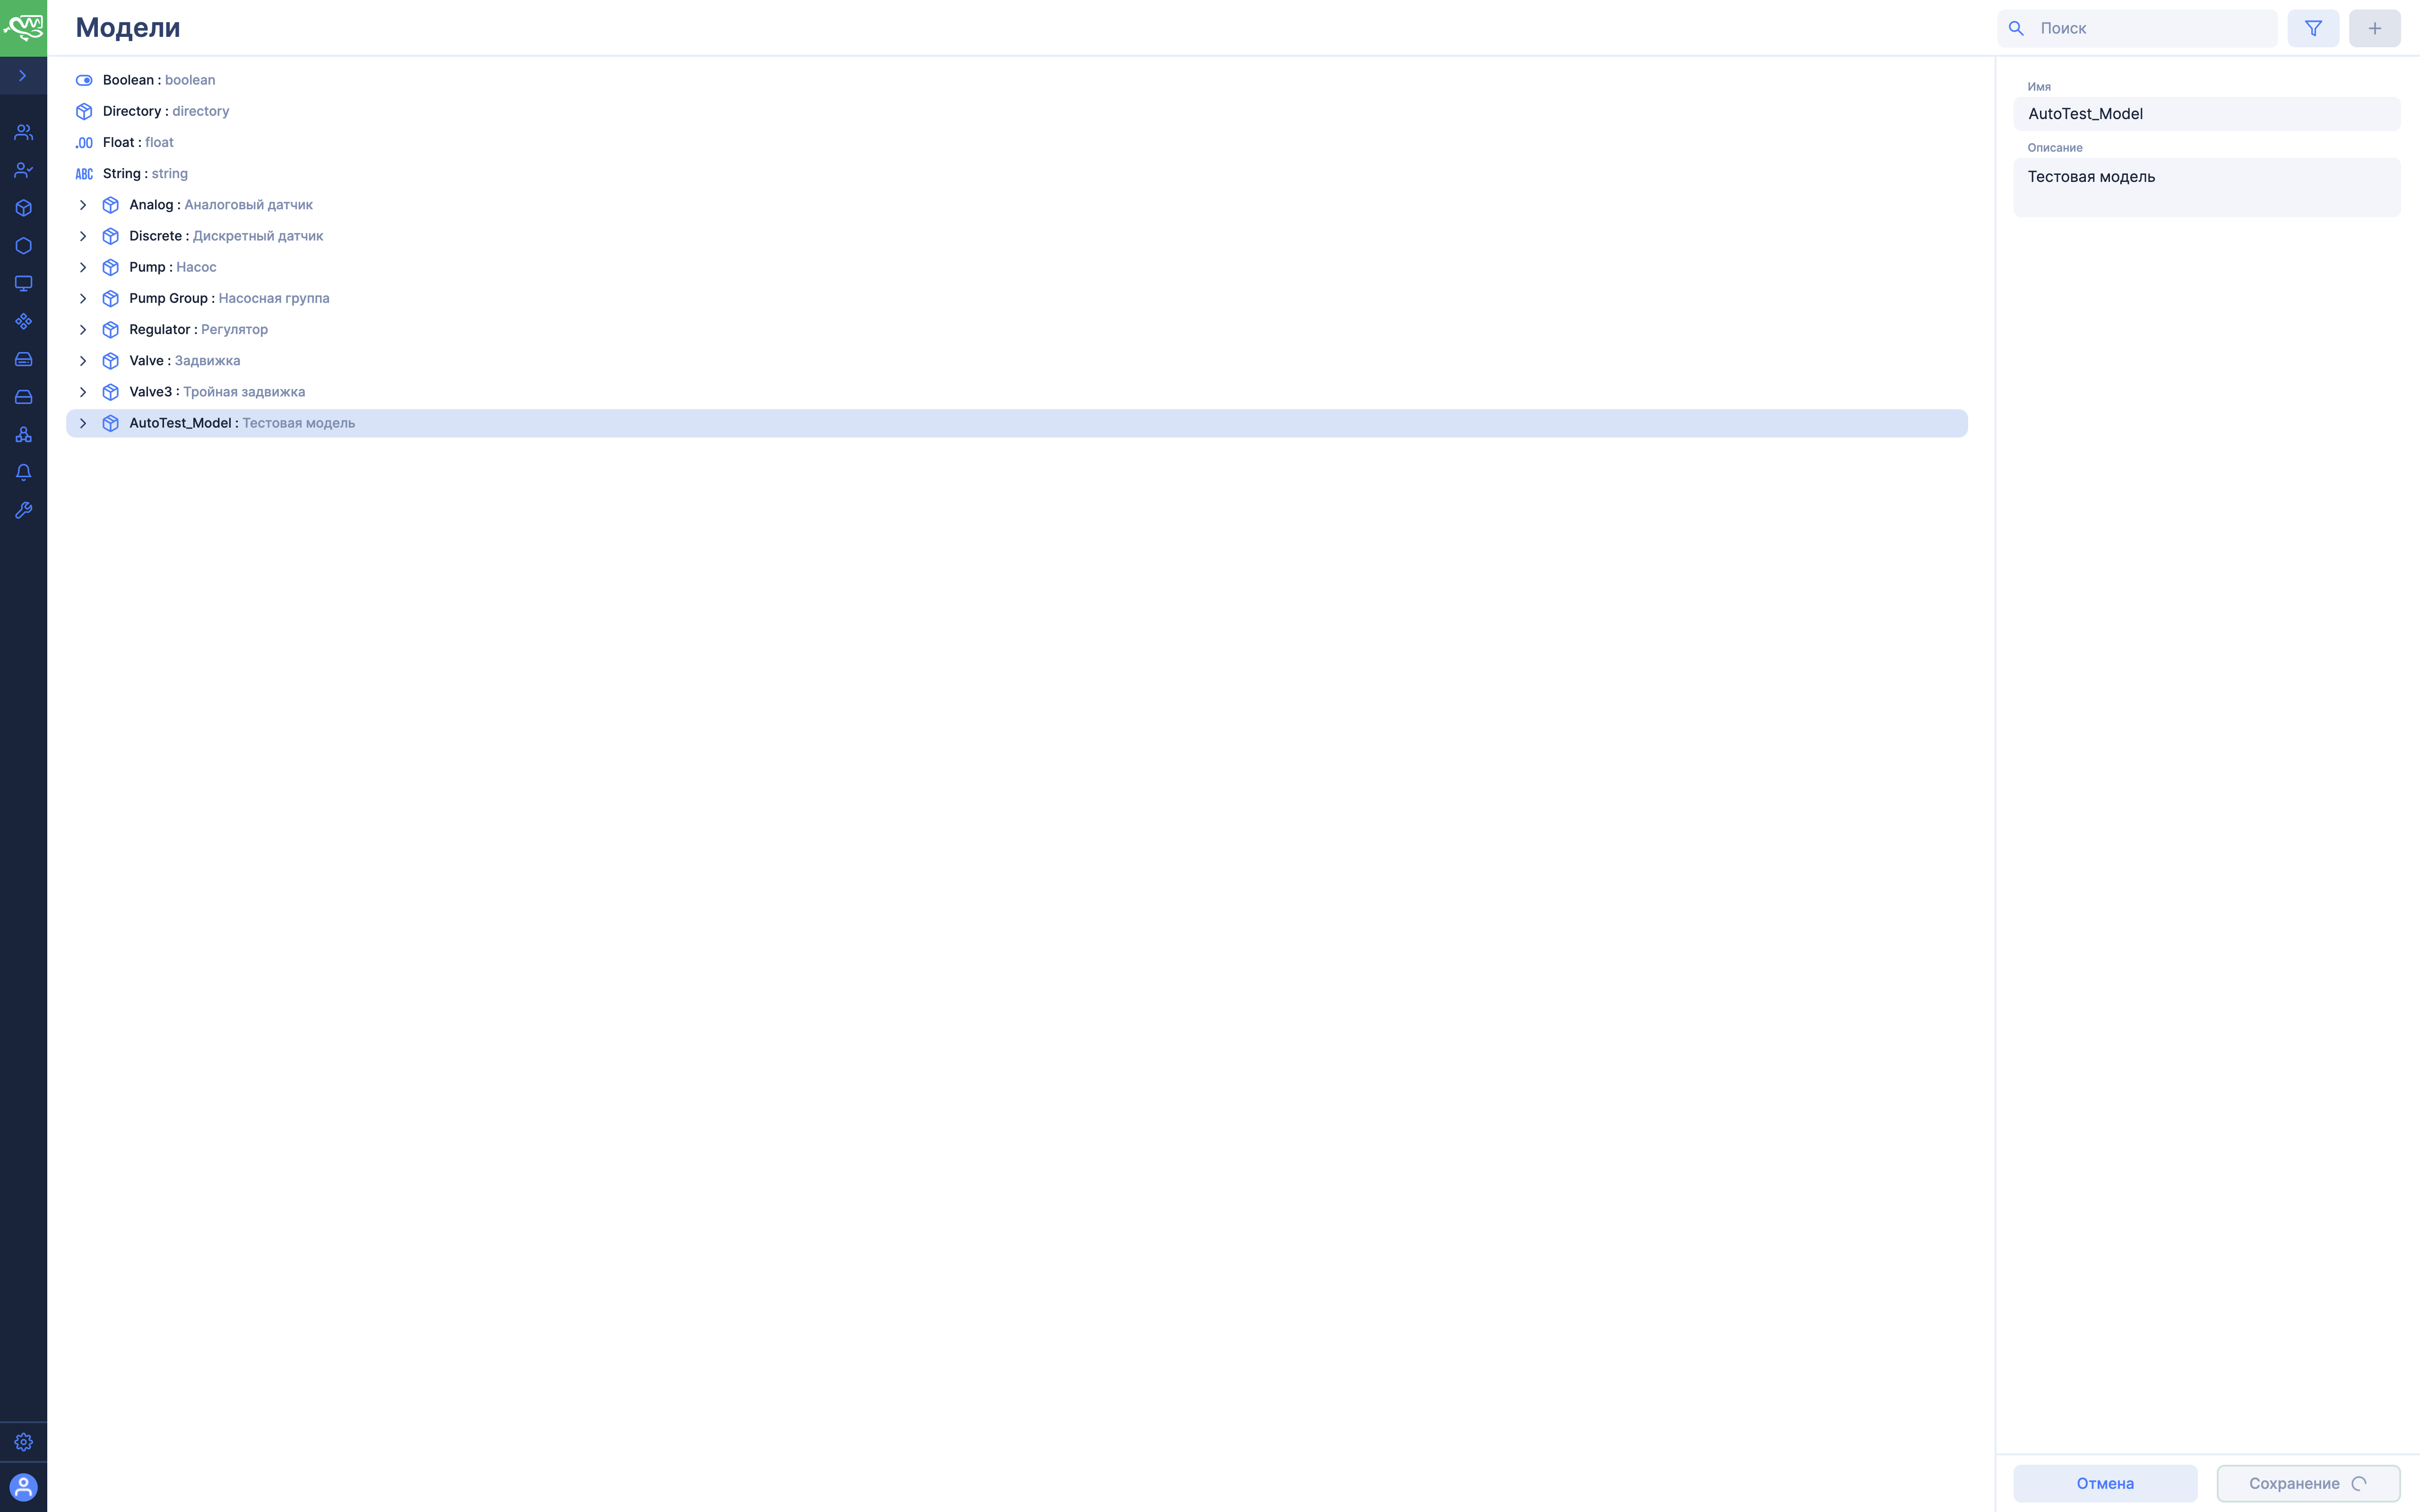 Модели
Поиск
Boolean : boolean
Directory : directory
.00 Float : float
ABC String : string
Analog : Аналоговый датчик
Discrete : Дискретный датчик
Pump : Насос
Pump Group : Насосная группа
Regulator : Регулятор
Valve : Задвижка
Valve3 : Тройная задвижка
AutoTest_Model : Тестовая модель
Имя
AutoTest_Model
Описание
Тестовая модель
Отмена
Сохранение